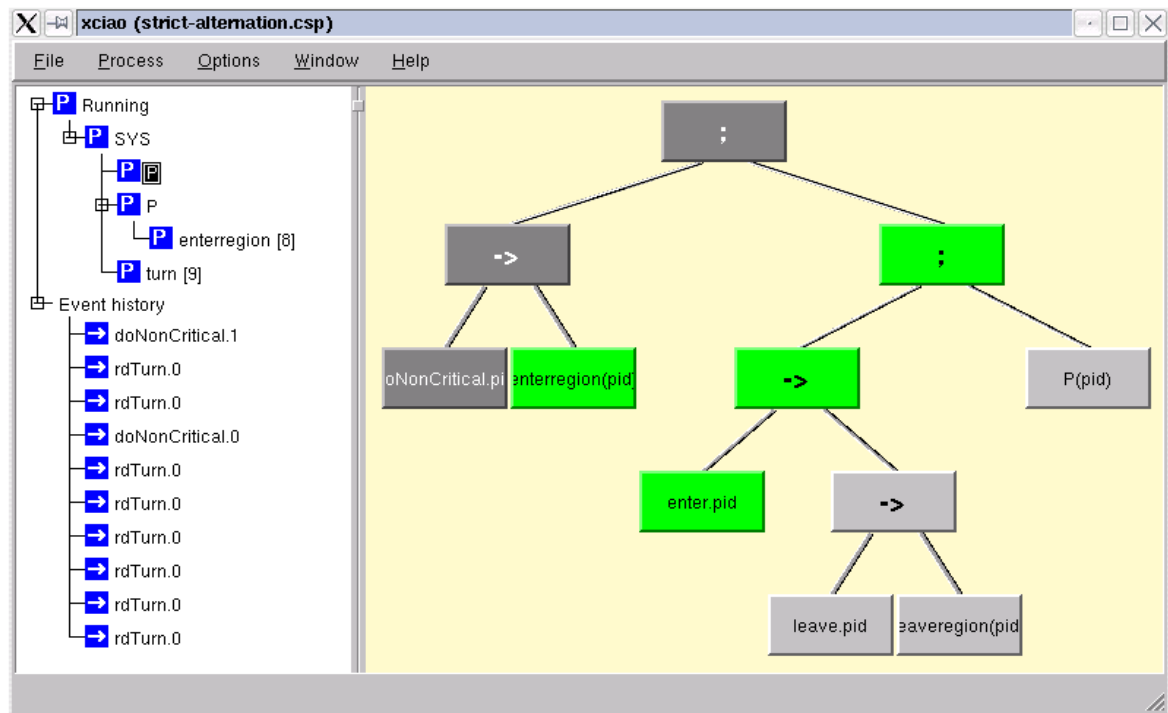 xciao (strict-alternation.csp)
File Process Options Window Help
P Running
P SYS
P P
P P
P enterregion [8]
P turn [9]
Event history
doNonCritical.1
rdTurn.0
rdTurn.0
doNonCritical.0
rdTurn.0
rdTurn.0
rdTurn.0
rdTurn.0
rdTurn.0
rdTurn.0
;
-> ;
oNonCritical.pi enterregion(pid) -> P(pid)
enter.pid ->
leave.pid eaveregion(pid